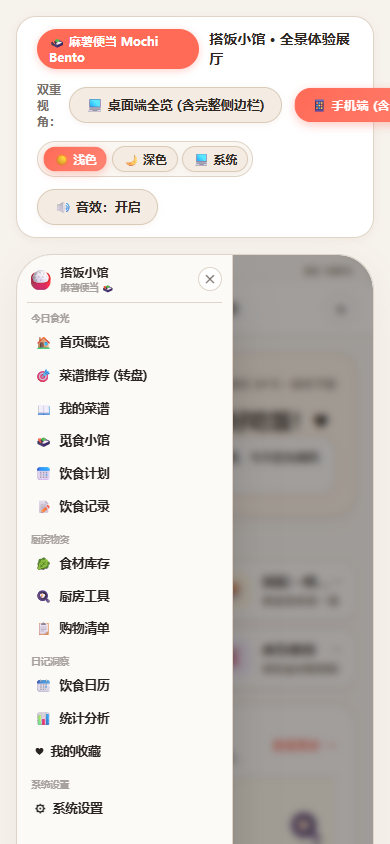 麻薯便当 Mochi Bento
搭饭小馆 • 全景体验展厅
双重视角:
桌面端全览 (含完整侧边栏)
手机端 (含
浅色
深色
系统
音效: 开启
搭饭小馆
麻薯便当
今日食光
首页概览
菜谱推荐 (转盘)
我的菜谱
觅食小馆
饮食计划
饮食记录
厨房物资
食材库存
厨房工具
购物清单
日记洞察
饮食日历
统计分析
我的收藏
系统设置
系统设置